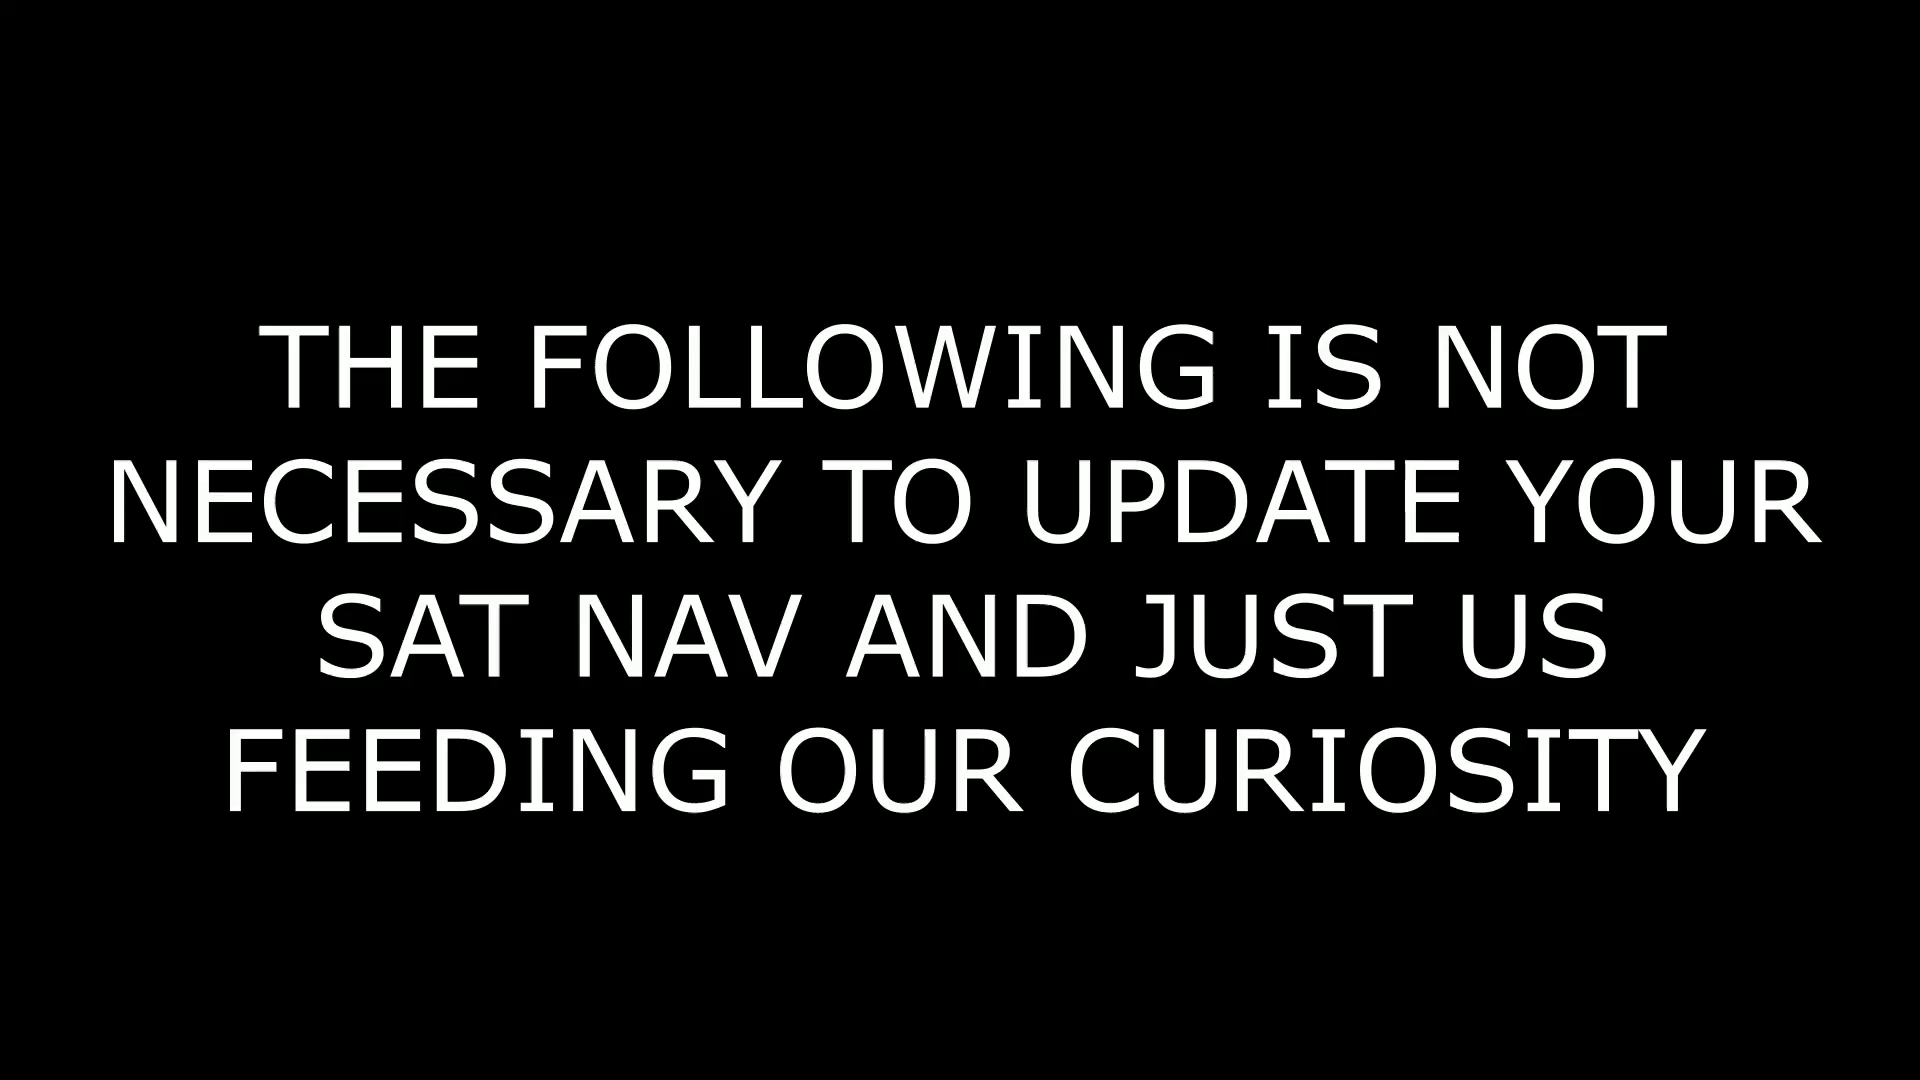 THE FOLLOWING IS NOT
NECESSARY TO UPDATE YOUR
SAT NAV AND JUST US
FEEDING OUR CURIOSITY